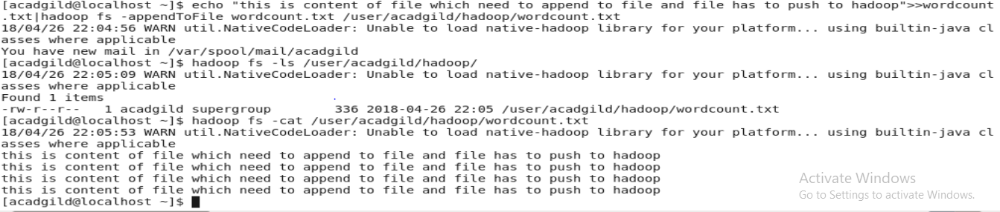 [acadgild@localhost ~]$ echo "this is content of file which need to append to file and file has to push to hadoop">>wordcount
.txt|hadoop fs -appendToFile wordcount.txt /user/acadgild/hadoop/wordcount.txt
18/04/26 22:04:56 WARN util.NativeCodeLoader: Unable to load native-hadoop library for your platform... using builtin-java cl
asses where applicable
You have new mail in /var/spool/mail/acadgild
[acadgild@localhost ~]$ hadoop fs -ls /user/acadgild/hadoop/
18/04/26 22:05:09 WARN util.NativeCodeLoader: Unable to load native-hadoop library for your platform... using builtin-java cl
asses where applicable
Found 1 items
-rw-r--r--   1 acadgild supergroup        336 2018-04-26 22:05 /user/acadgild/hadoop/wordcount.txt
[acadgild@localhost ~]$ hadoop fs -cat /user/acadgild/hadoop/wordcount.txt
18/04/26 22:05:53 WARN util.NativeCodeLoader: Unable to load native-hadoop library for your platform... using builtin-java cl
asses where applicable
this is content of file which need to append to file and file has to push to hadoop
this is content of file which need to append to file and file has to push to hadoop
this is content of file which need to append to file and file has to push to hadoop
this is content of file which need to append to file and file has to push to hadoop
[acadgild@localhost ~]$
Activate Windows
Go to Settings to activate Windows.